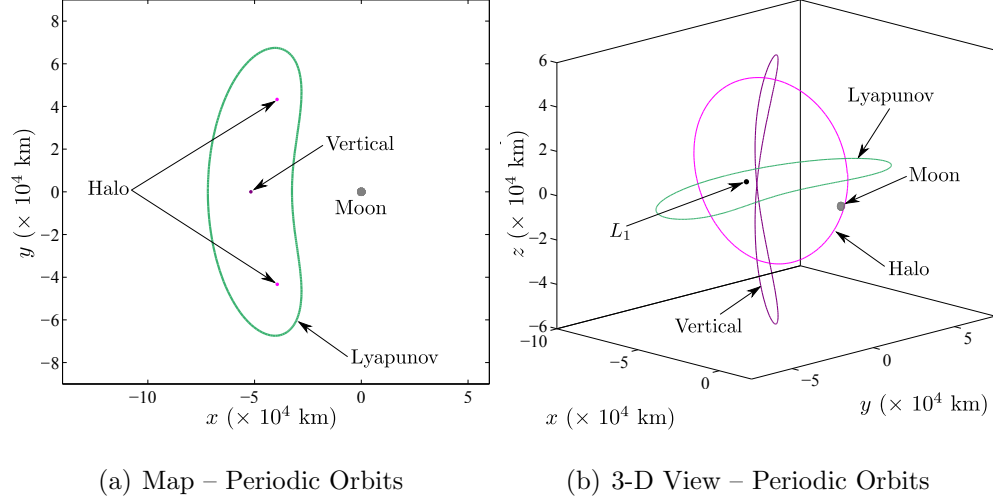 8
6
4
2
0
−2
−4
−6
−8
y (× 10⁴ km)
Halo
Vertical
Moon
Lyapunov
−10
−5
0
5
x (× 10⁴ km)
(a) Map – Periodic Orbits
6
4
2
0
−2
−4
−6
z (× 10⁴ km)
Lyapunov
Moon
L₁
Halo
Vertical
−10
−5
0
x (× 10⁴ km)
−5
0
5
y (× 10⁴ km)
(b) 3-D View – Periodic Orbits